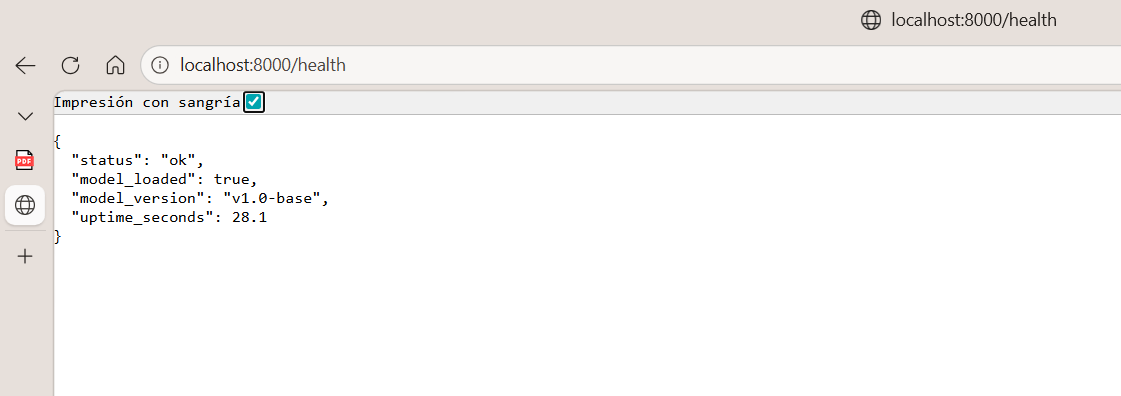 localhost:8000/health
localhost:8000/health
Impresión con sangría
PDF
{
  "status": "ok",
  "model_loaded": true,
  "model_version": "v1.0-base",
  "uptime_seconds": 28.1
}